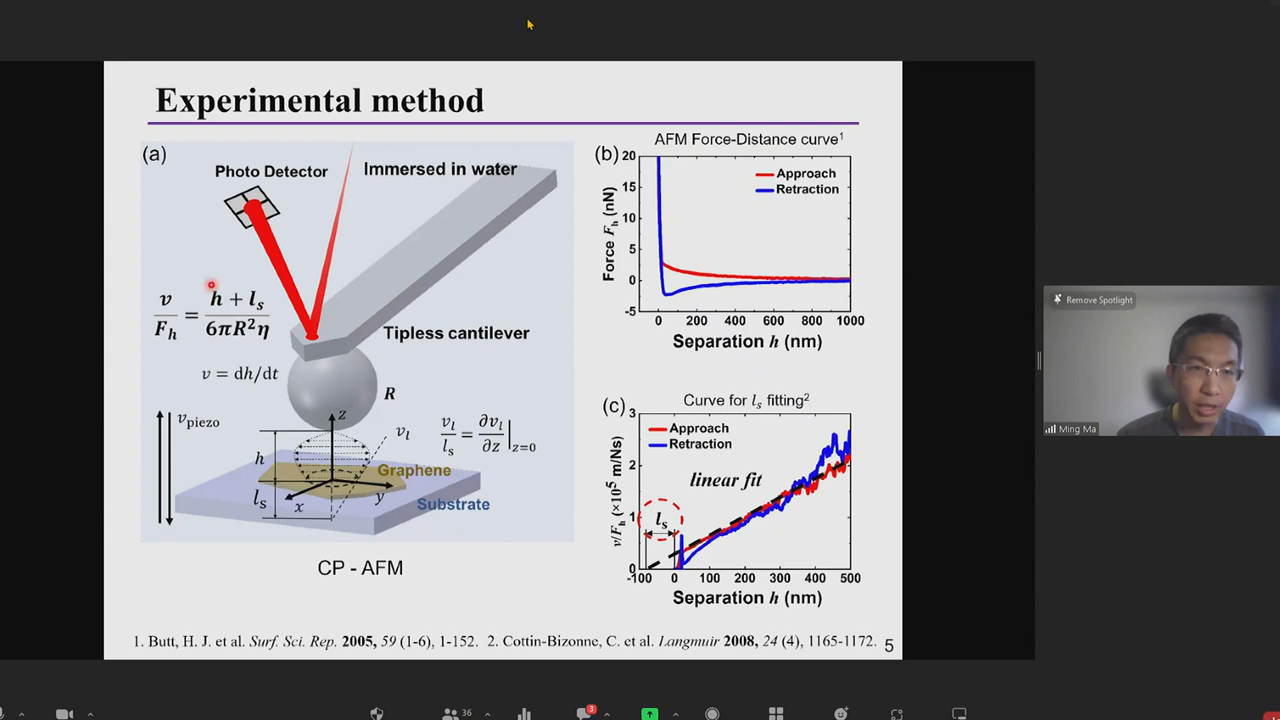 Experimental method
(a)
Photo Detector
Immersed in water
v/F_h = (h + l_s)/(6πR²η)
v = dh/dt
Tipless cantilever
R
v_piezo
z
v_l
v_l/l_s = ∂v_l/∂z|_{z=0}
h
Graphene
l_s
x
y
Substrate
CP - AFM
(b)
AFM Force-Distance curve¹
Force F_h (nN)
20
15
10
5
0
-5
Approach
Retraction
0 200 400 600 800 1000
Separation h (nm)
(c)
Curve for l_s fitting²
v/F_h (×10⁵ m/Ns)
3
2
1
0
Approach
Retraction
linear fit
l_s
-100 0 100 200 300 400 500
Separation h (nm)
1. Butt, H. J. et al. Surf. Sci. Rep. 2005, 59 (1-6), 1-152. 2. Cottin-Bizonne, C. et al. Langmuir 2008, 24 (4), 1165-1172.
5
Remove Spotlight
Ming Ma
36
3